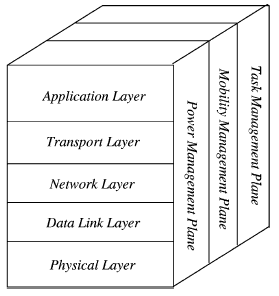 Application Layer
Transport Layer
Network Layer
Data Link Layer
Physical Layer
Power Management Plane
Mobility Management Plane
Task Management Plane